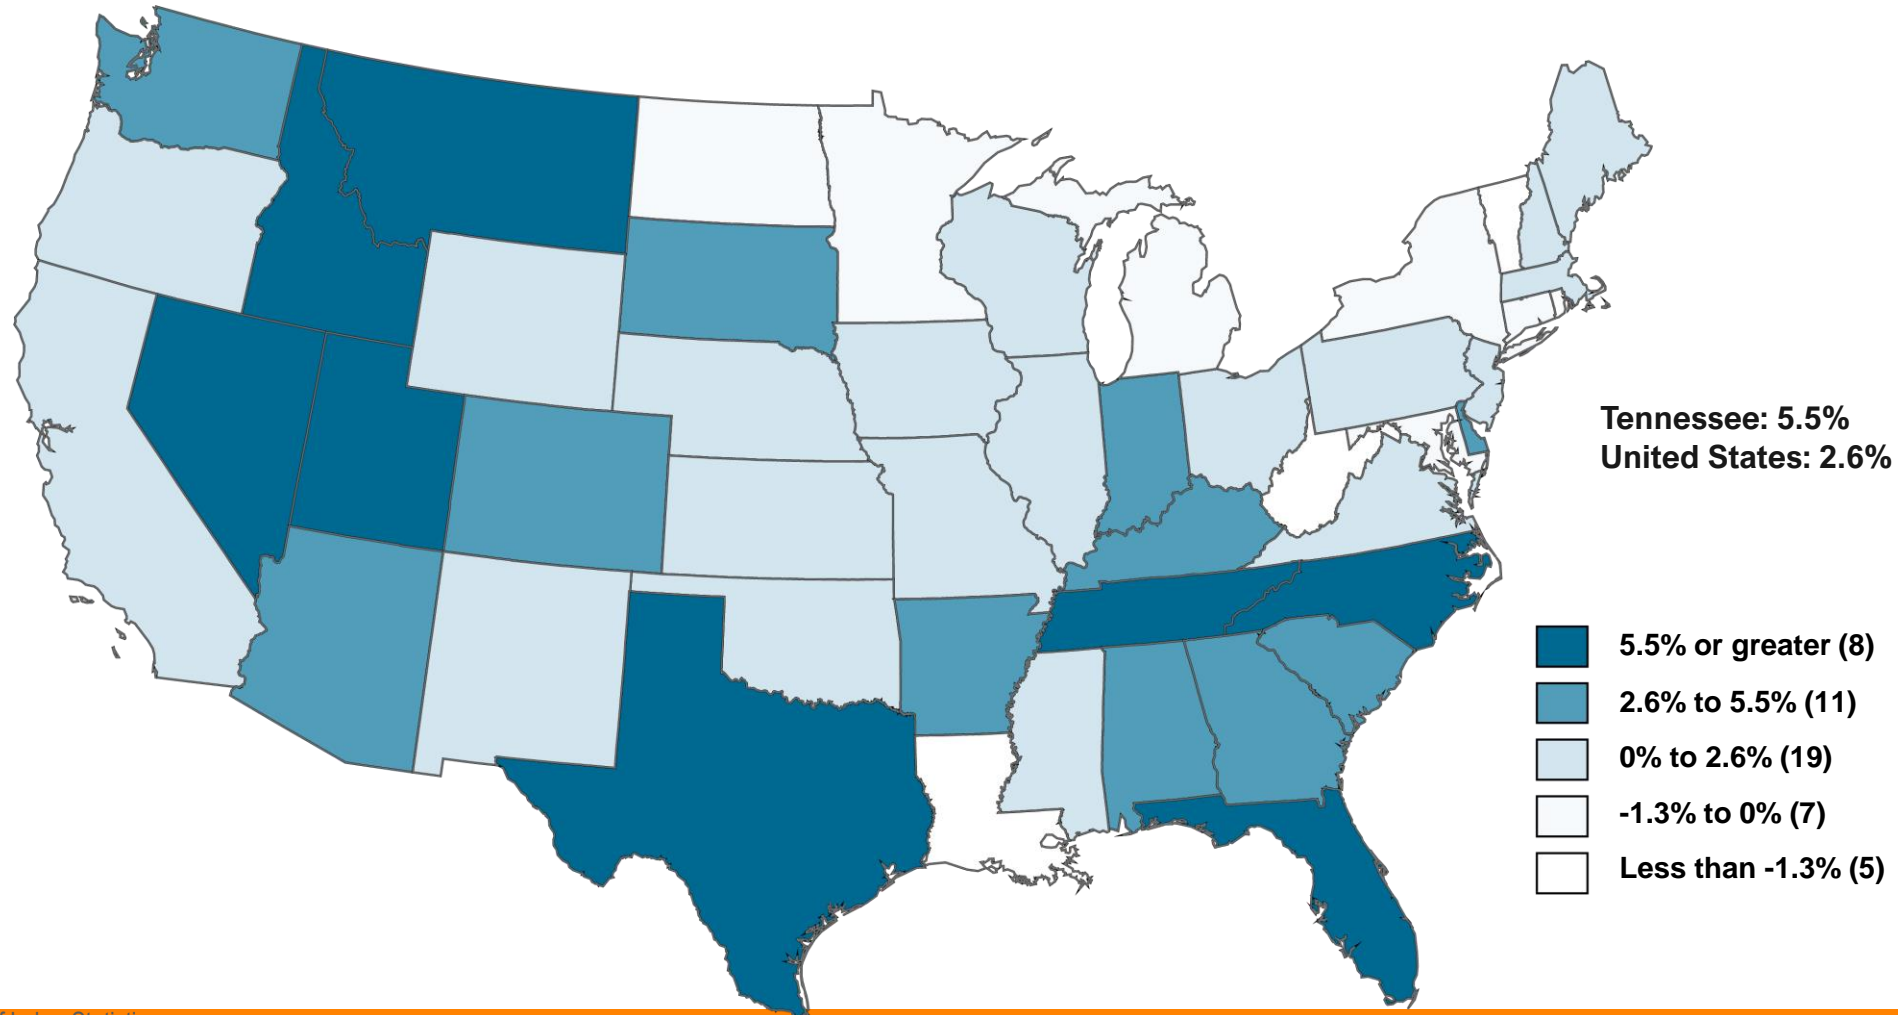 Tennessee: 5.5%
United States: 2.6%
5.5% or greater (8)
2.6% to 5.5% (11)
0% to 2.6% (19)
-1.3% to 0% (7)
Less than -1.3% (5)